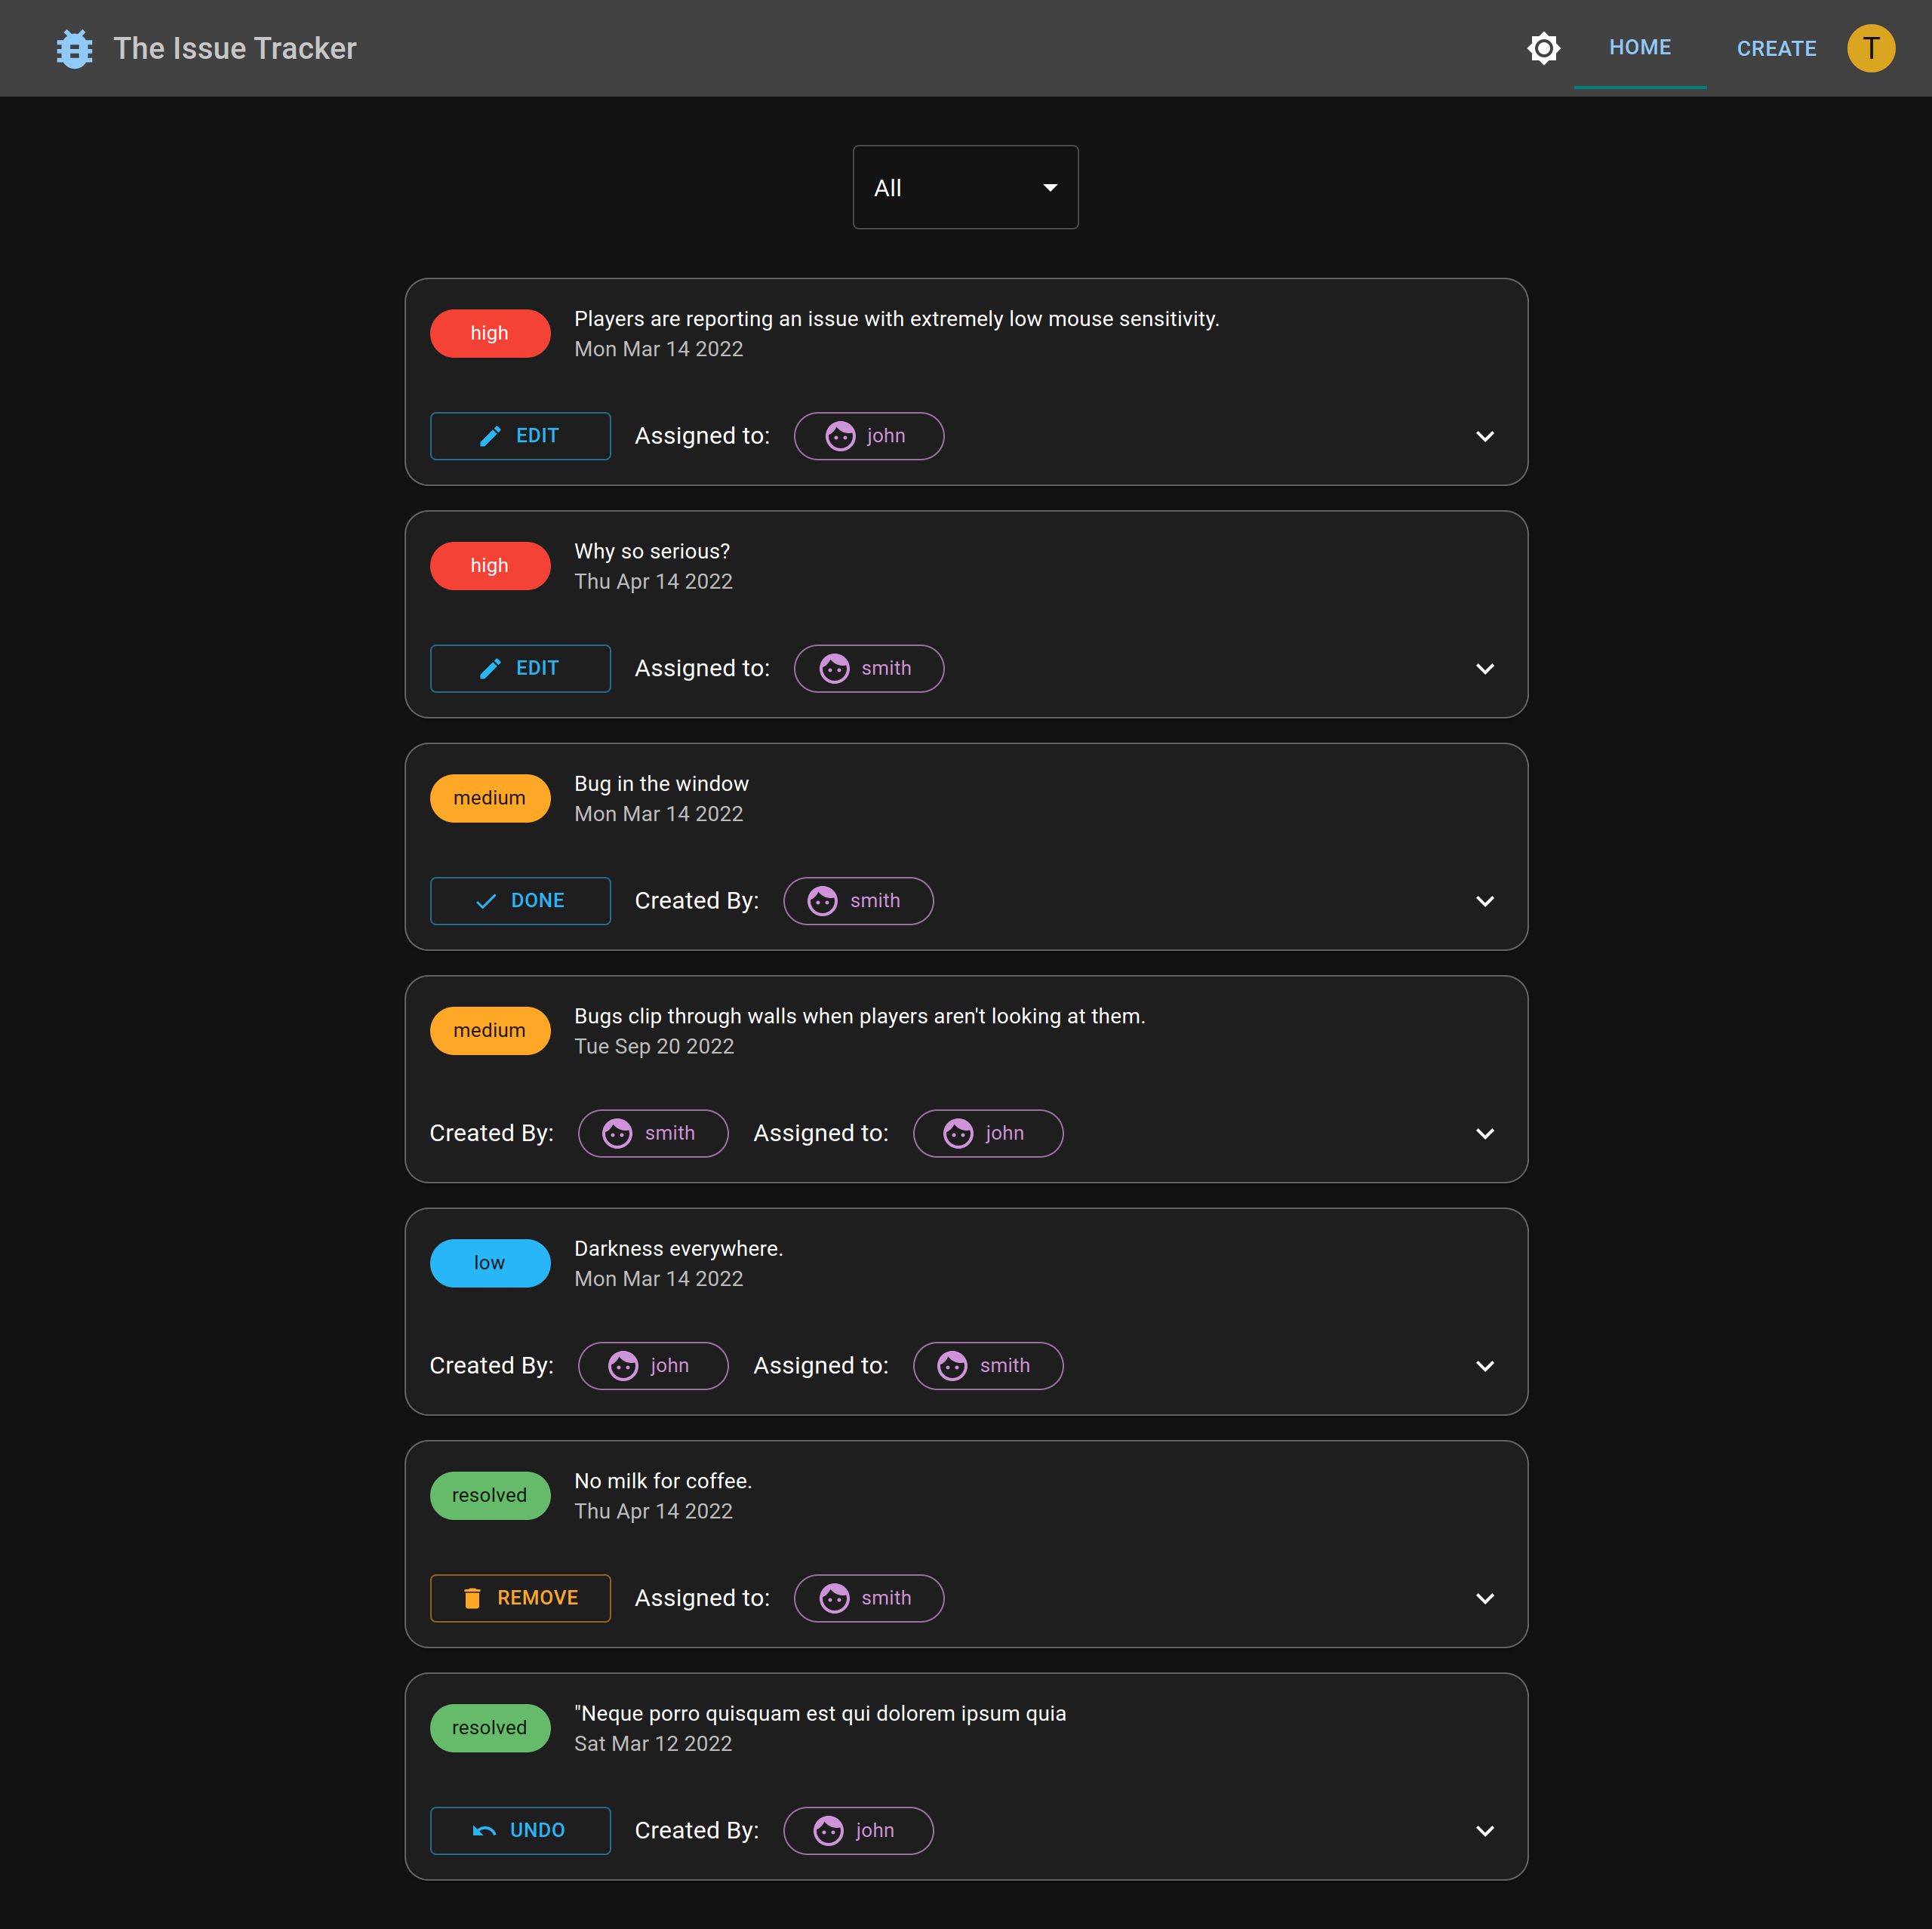 The Issue Tracker HOME CREATE T
All
high Players are reporting an issue with extremely low mouse sensitivity.
Mon Mar 14 2022
EDIT Assigned to: john
high Why so serious?
Thu Apr 14 2022
EDIT Assigned to: smith
medium Bug in the window
Mon Mar 14 2022
DONE Created By: smith
medium Bugs clip through walls when players aren't looking at them.
Tue Sep 20 2022
Created By: smith Assigned to: john
low Darkness everywhere.
Mon Mar 14 2022
Created By: john Assigned to: smith
resolved No milk for coffee.
Thu Apr 14 2022
REMOVE Assigned to: smith
resolved "Neque porro quisquam est qui dolorem ipsum quia
Sat Mar 12 2022
UNDO Created By: john